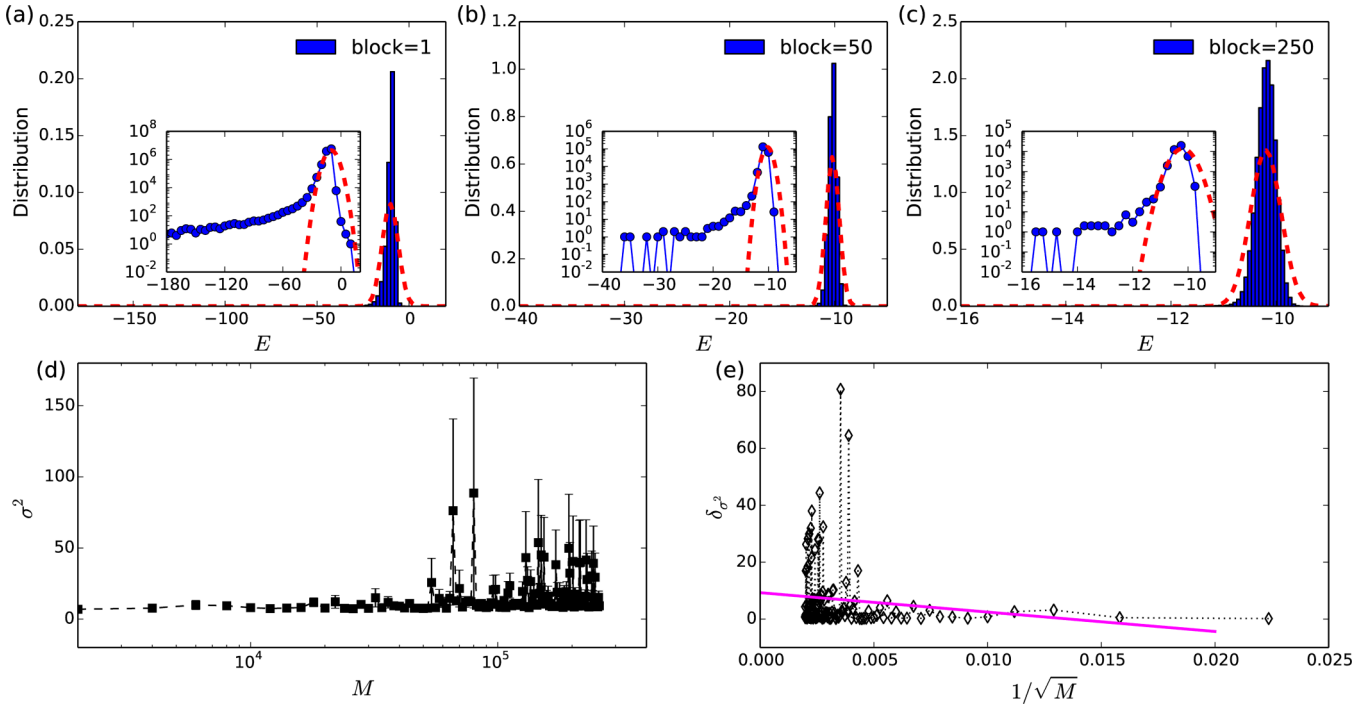 (a)
0.25
0.20
0.15
0.10
0.05
0.00
Distribution
block=1
10^8
10^6
10^4
10^2
10^0
10^-2
−180 −120 −60 0
−150 −100 −50 0
E
(b)
1.2
1.0
0.8
0.6
0.4
0.2
0.0
Distribution
block=50
10^6
10^5
10^4
10^3
10^2
10^1
10^0
10^-1
10^-2
−40 −30 −20 −10
−40 −30 −20 −10
E
(c)
2.5
2.0
1.5
1.0
0.5
0.0
Distribution
block=250
10^5
10^4
10^3
10^2
10^1
10^0
10^-1
10^-2
−16 −14 −12 −10
−16 −14 −12 −10
E
(d)
150
100
50
0
σ²
10^4 10^5
M
(e)
80
60
40
20
0
δ_σ²
0.000 0.005 0.010 0.015 0.020 0.025
1/√M